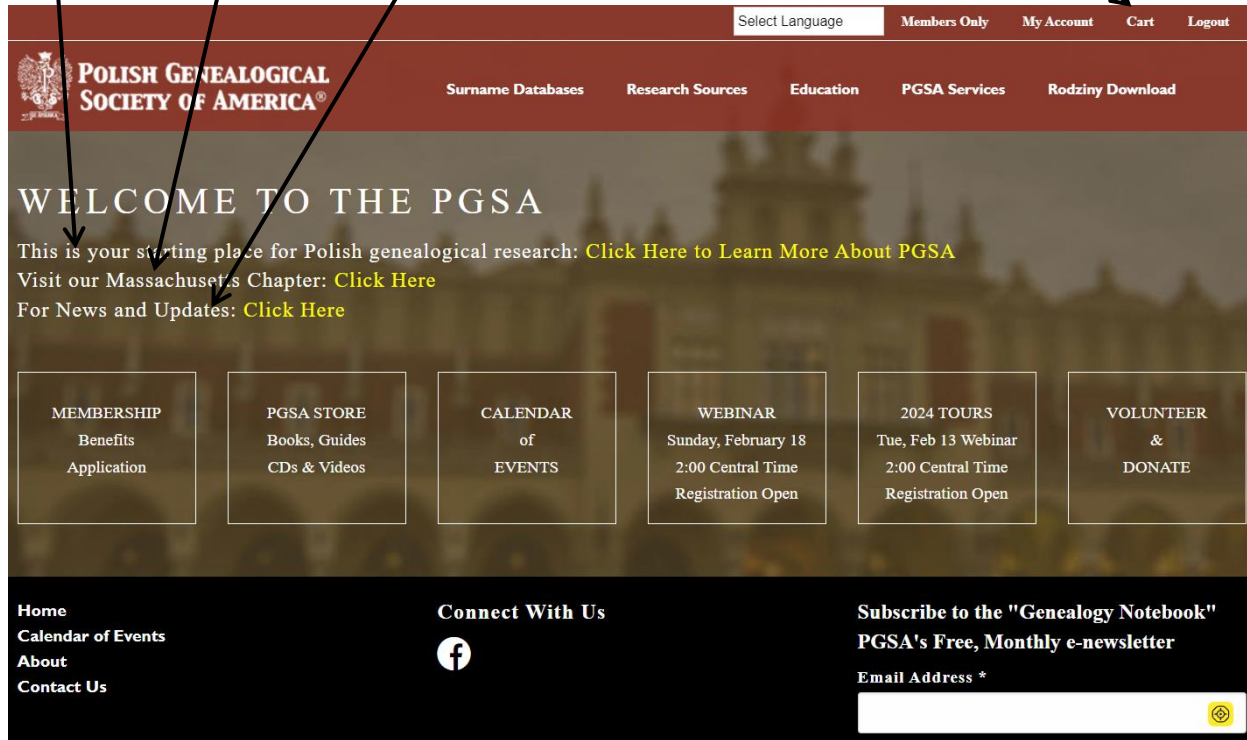 Select Language
Members Only
My Account
Cart
Logout
POLISH GENEALOGICAL
SOCIETY OF AMERICA®
Surname Databases
Research Sources
Education
PGSA Services
Rodziny Download
WELCOME TO THE PGSA
This is your starting place for Polish genealogical research: Click Here to Learn More About PGSA
Visit our Massachusetts Chapter: Click Here
For News and Updates: Click Here
MEMBERSHIP
Benefits
Application
PGSA STORE
Books, Guides
CDs & Videos
CALENDAR
of
EVENTS
WEBINAR
Sunday, February 18
2:00 Central Time
Registration Open
2024 TOURS
Tue, Feb 13 Webinar
2:00 Central Time
Registration Open
VOLUNTEER
&
DONATE
Home
Calendar of Events
About
Contact Us
Connect With Us
Subscribe to the "Genealogy Notebook"
PGSA's Free, Monthly e-newsletter
Email Address *